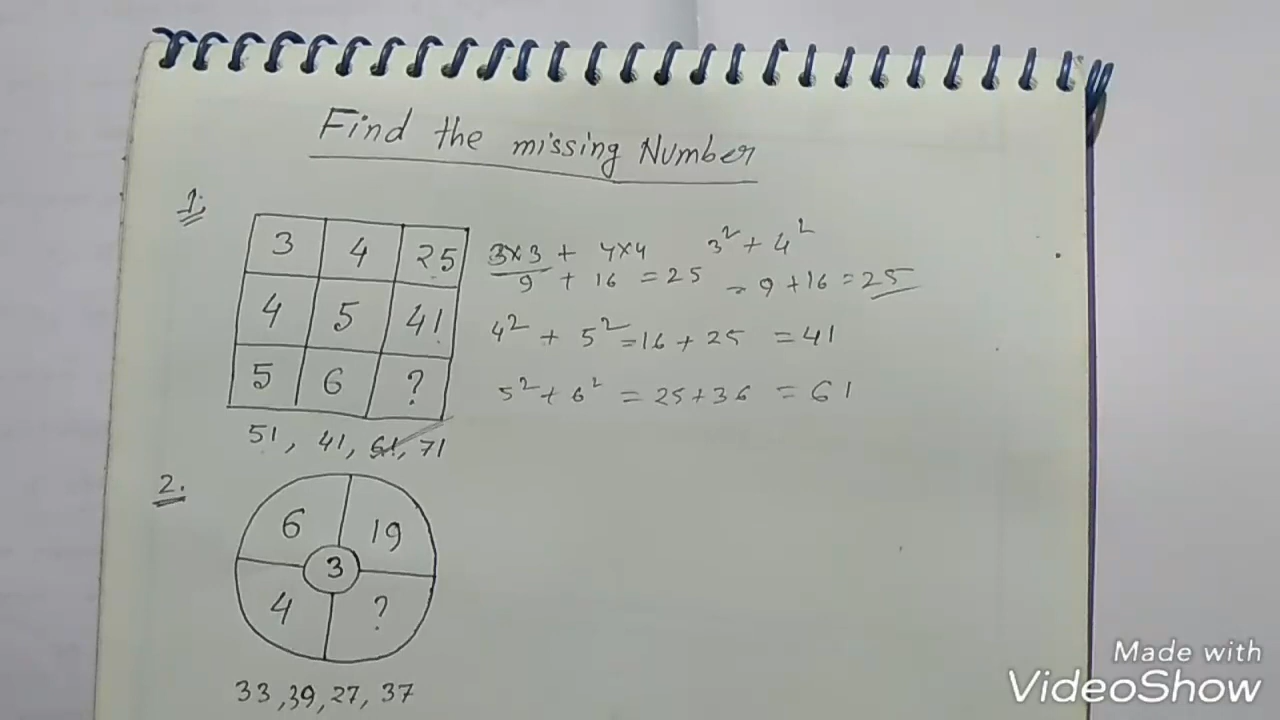 Find the missing Number
1.
3 4 25
4 5 41
5 6 ?
3×3 + 4×4
9 + 16 = 25
3² + 4²
= 9 + 16 = 25
4² + 5² = 16 + 25 = 41
5² + 6² = 25 + 36 = 61
51, 41, 61, 71
2.
6 19
3
4 ?
33, 39, 27, 37
Made with
VideoShow